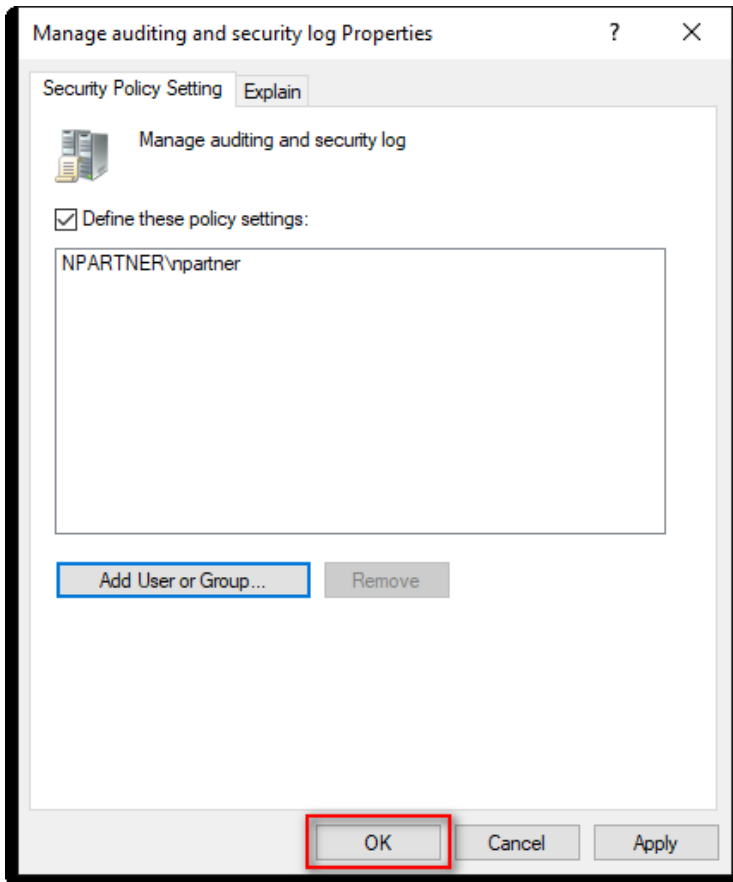 Manage auditing and security log Properties ?
Security Policy Setting Explain
Manage auditing and security log
Define these policy settings:
NPARTNER\npartner
Add User or Group... Remove
OK Cancel Apply